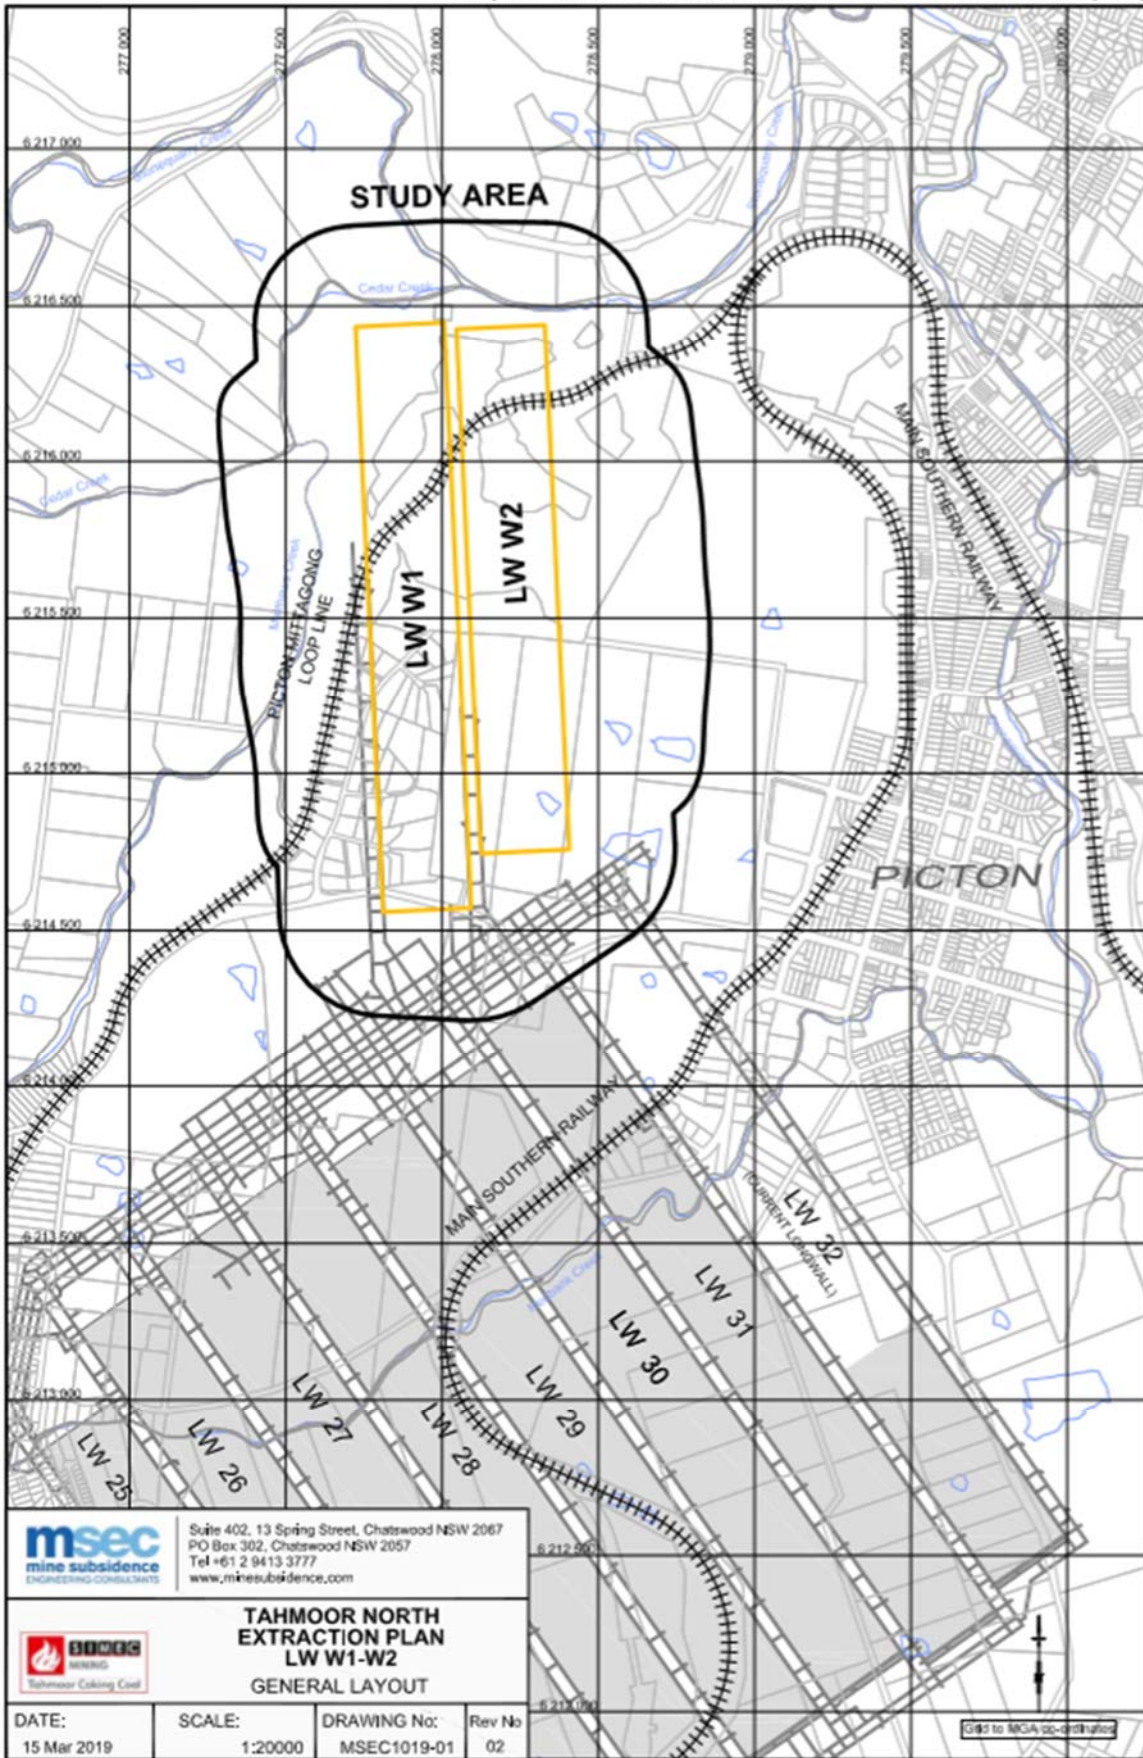 277 000
277 500
278 000
278 500
279 000
279 500
6 217 000
Stonequarry Creek
STUDY AREA
Cedar Creek
6 216 500
6 216 000
Cedar Creek
MAIN SOUTHERN RAILWAY
LW W2
LW W1
PICTON MITTAGONG
LOOP LINE
6 215 500
6 215 000
PICTON
6 214 500
6 214 000
MAIN SOUTHERN RAILWAY
LW 32
(CURRENT LONGWALL)
6 213 500
LW 31
LW 30
LW 29
LW 28
LW 27
LW 26
LW 25
6 213 000
6 212 500
6 212 000
msec
mine subsidence
ENGINEERING CONSULTANTS
Suite 402, 13 Spring Street, Chatswood NSW 2067
PO Box 302, Chatswood NSW 2057
Tel +61 2 9413 3777
www.minesubsidence.com
SIMEC
MINING
Tahmoor Coking Coal
TAHMOOR NORTH
EXTRACTION PLAN
LW W1-W2
GENERAL LAYOUT
DATE:
15 Mar 2019
SCALE:
1:20000
DRAWING No:
MSEC1019-01
Rev No
02
Grid to MGA co-ordinates